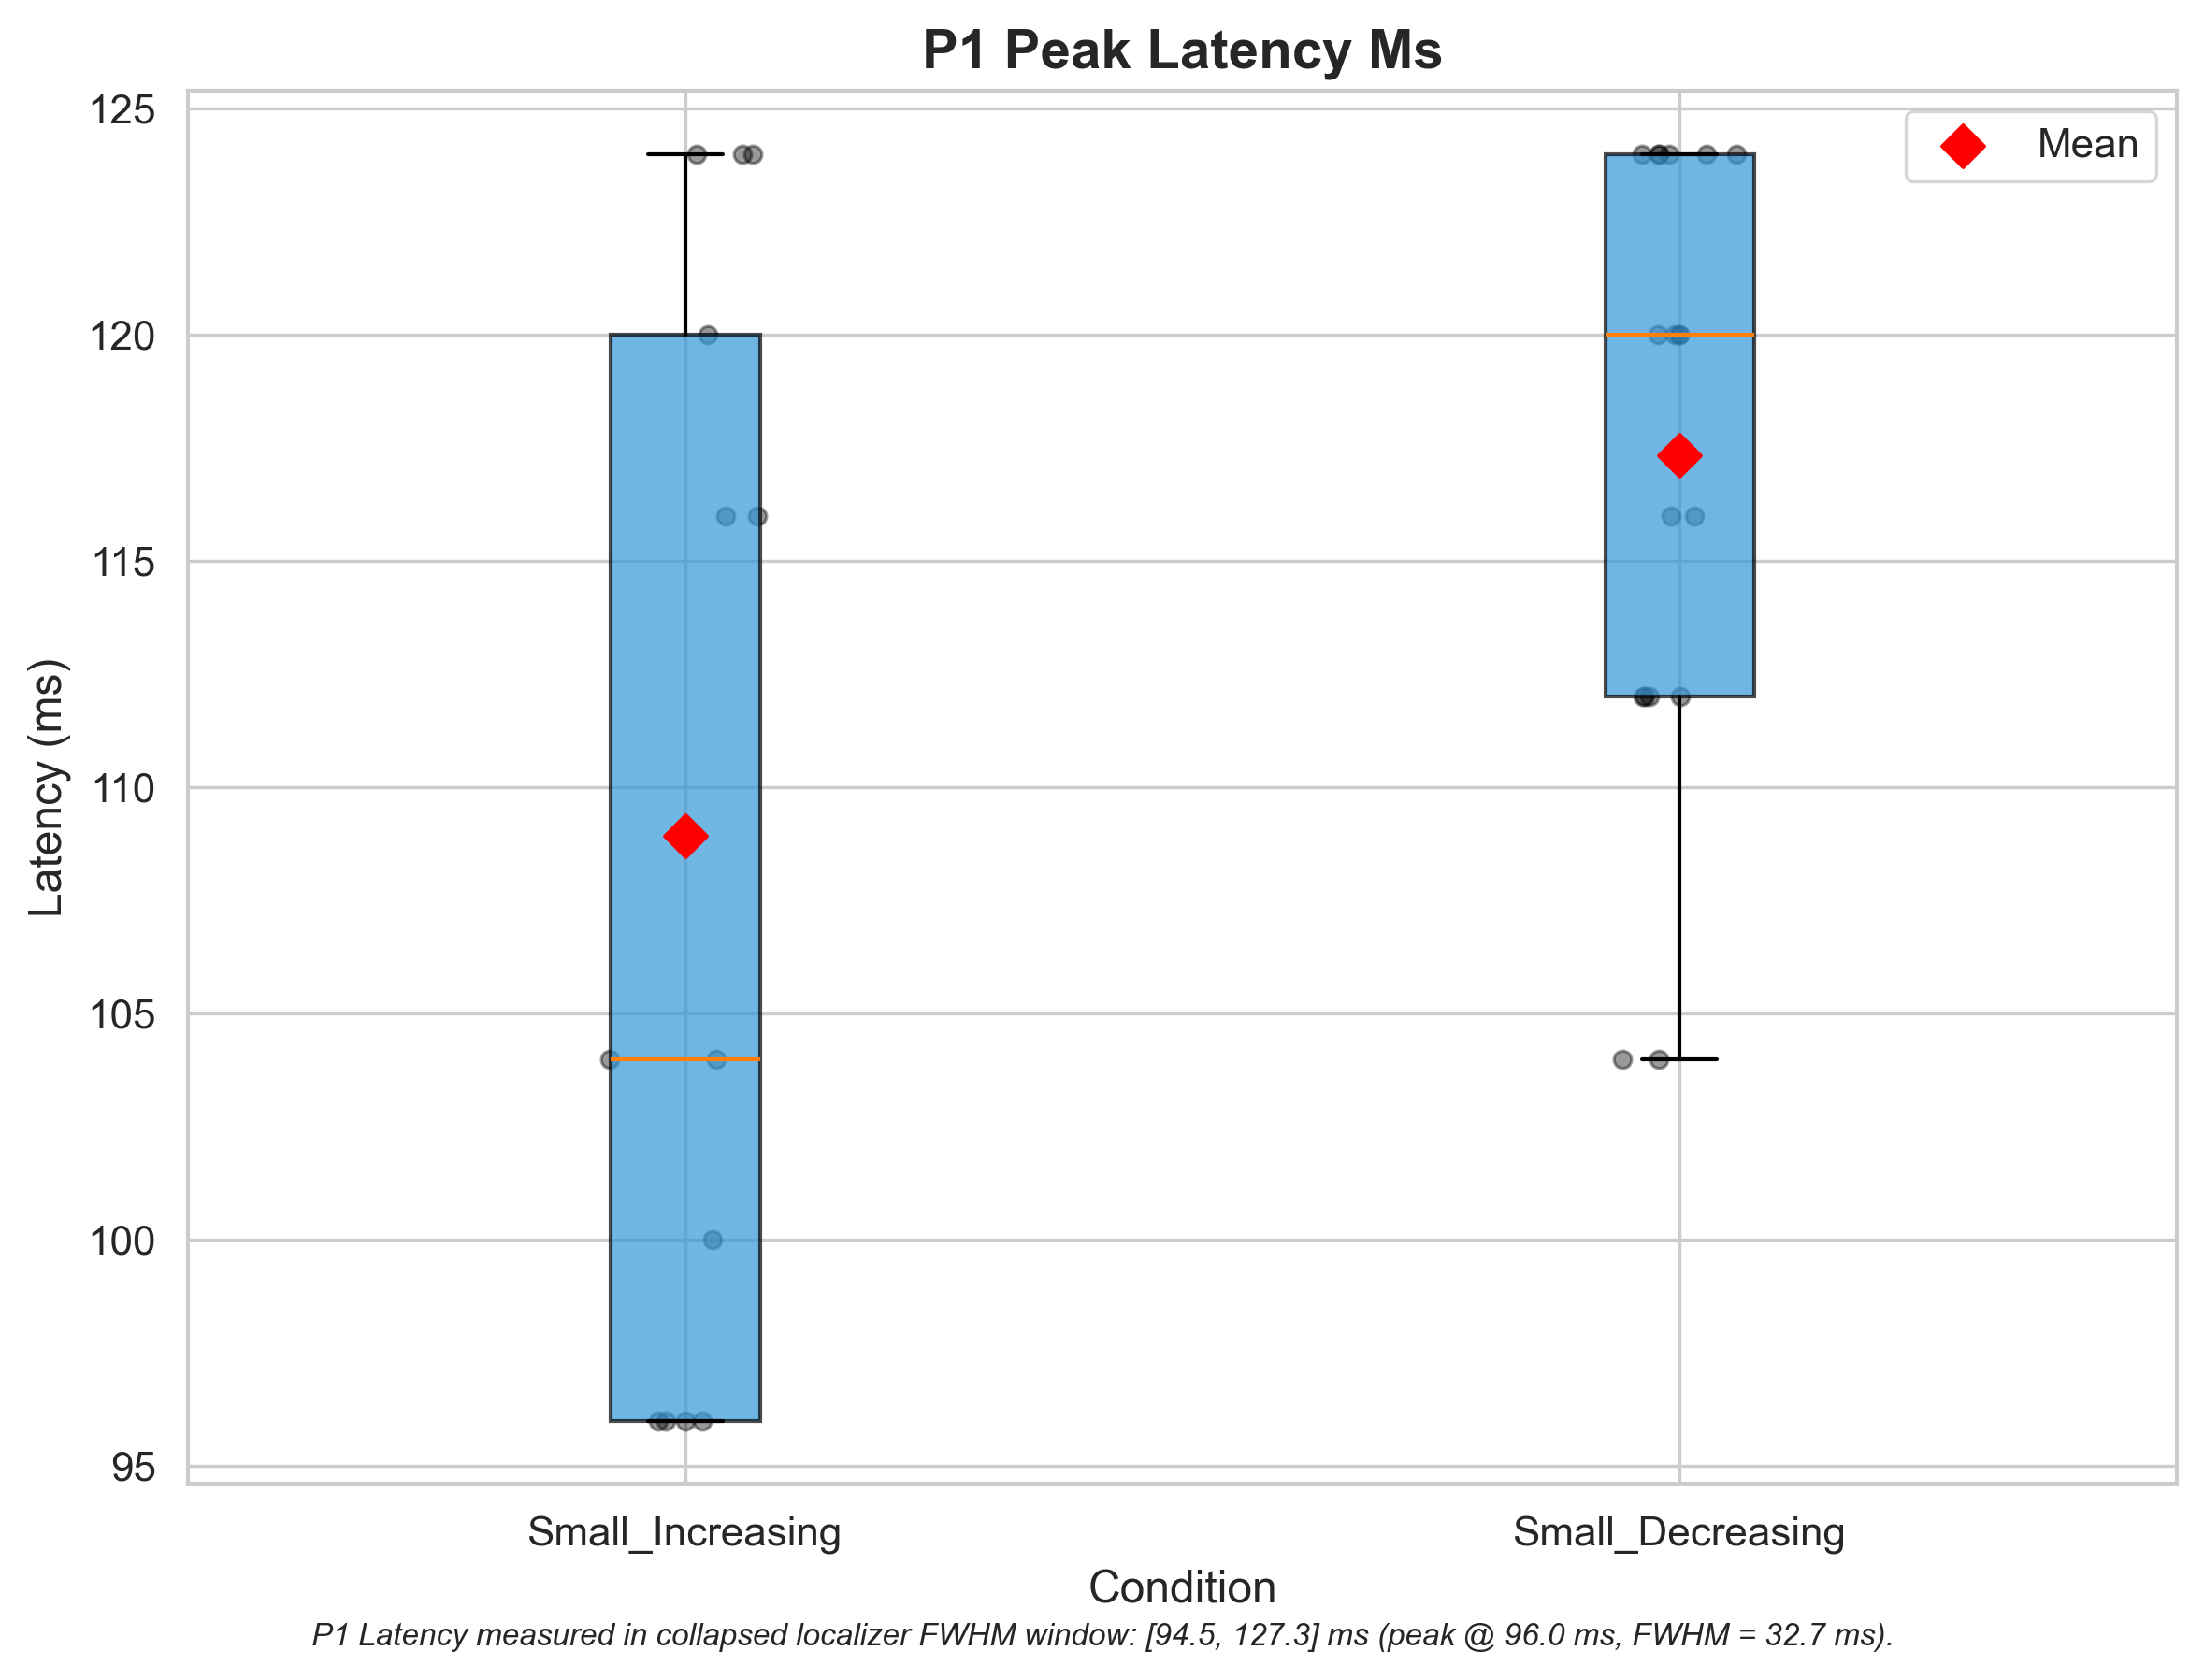 P1 Peak Latency Ms
Mean
125
120
115
110
105
100
95
Latency (ms)
Small_Increasing
Small_Decreasing
Condition
P1 Latency measured in collapsed localizer FWHM window: [94.5, 127.3] ms (peak @ 96.0 ms, FWHM = 32.7 ms).